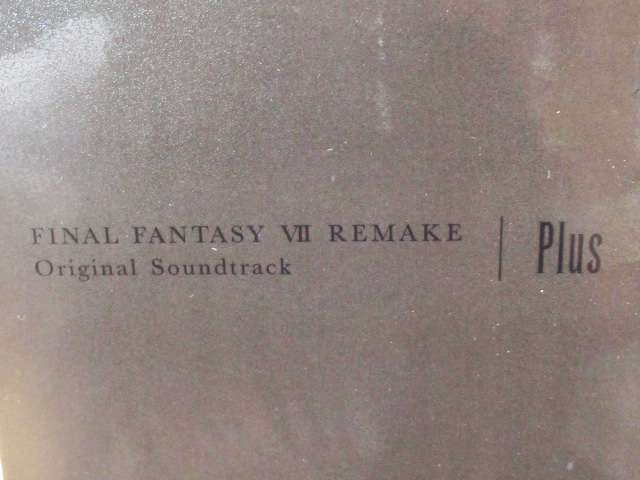 FINAL FANTASY VII REMAKE
Original Soundtrack
Plus